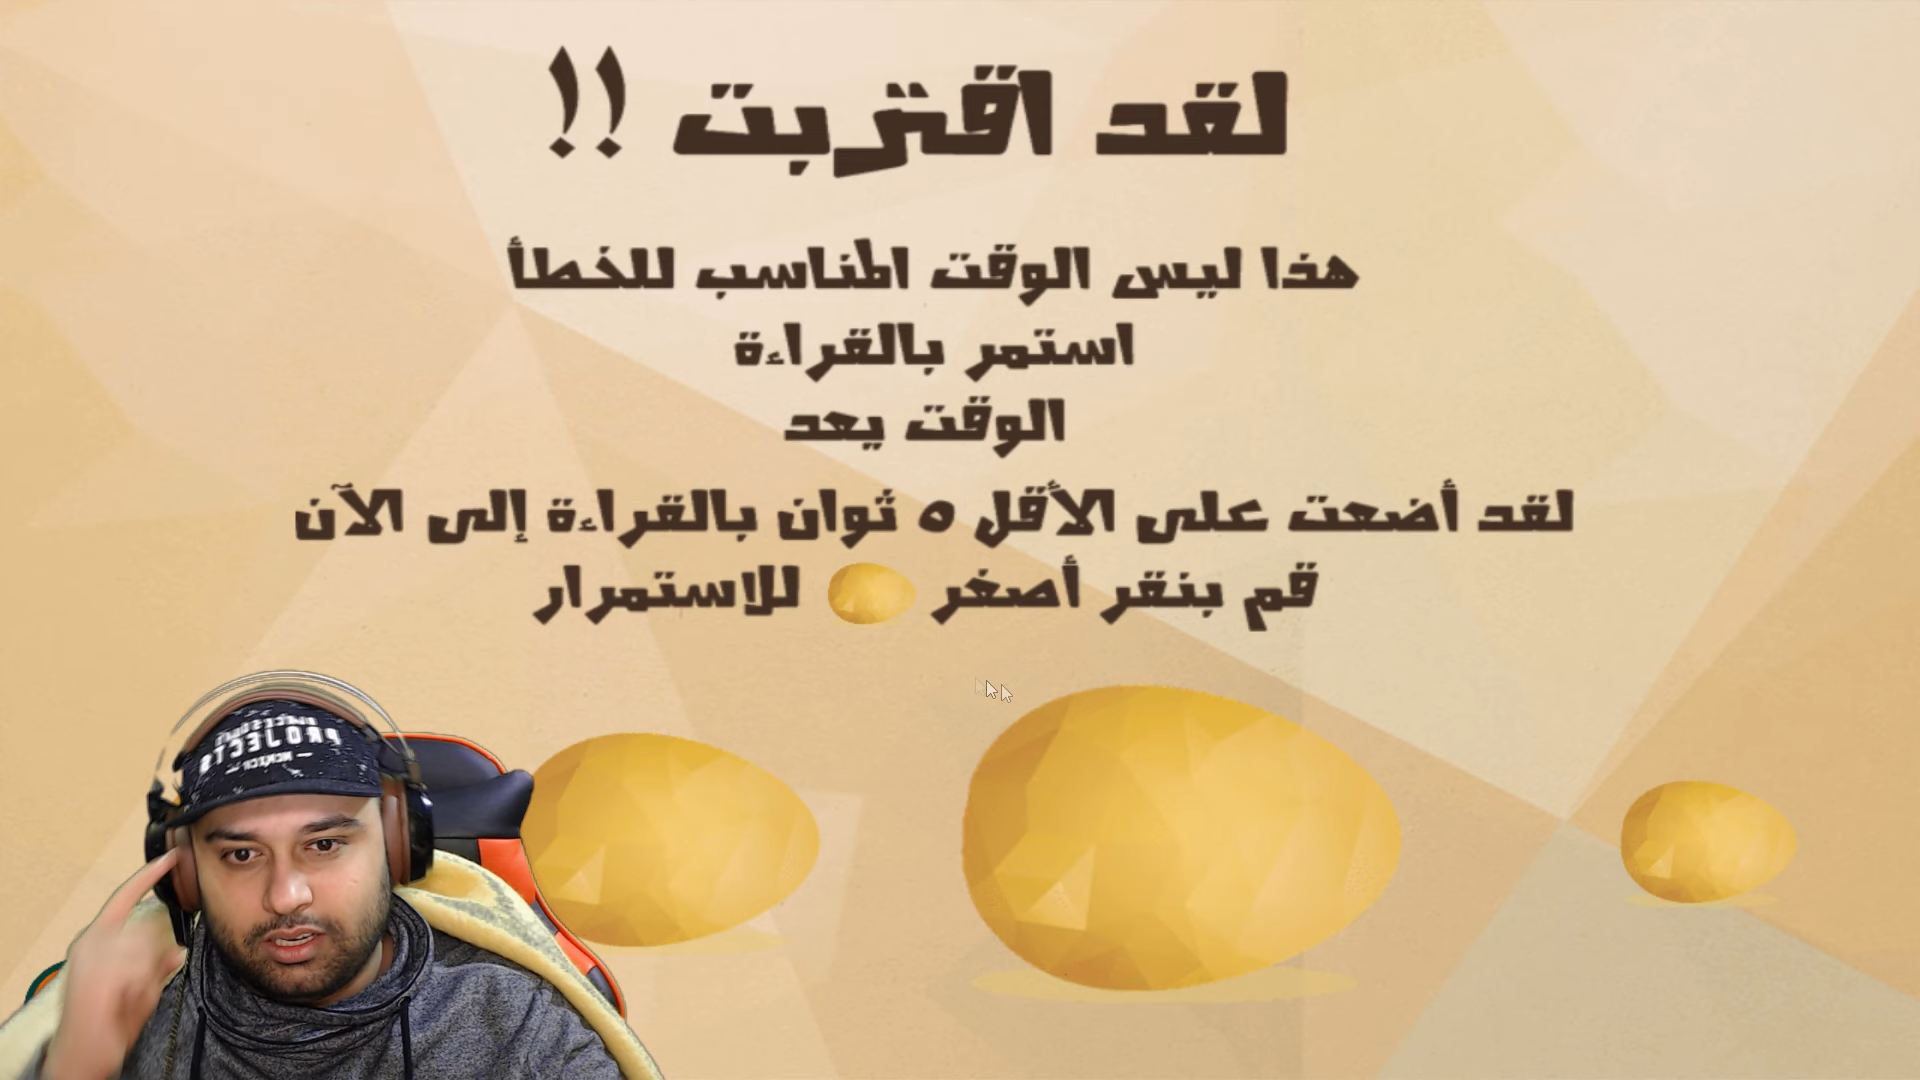 لقد اقتربت !!
هذا ليس الوقت المناسب للخطأ
استمر بالقراءة
الوقت يعد
لقد أضعت على الأقل ٥ ثوان بالقراءة إلى الآن
قم بنقر أصغر للاستمرار
PROJECTS